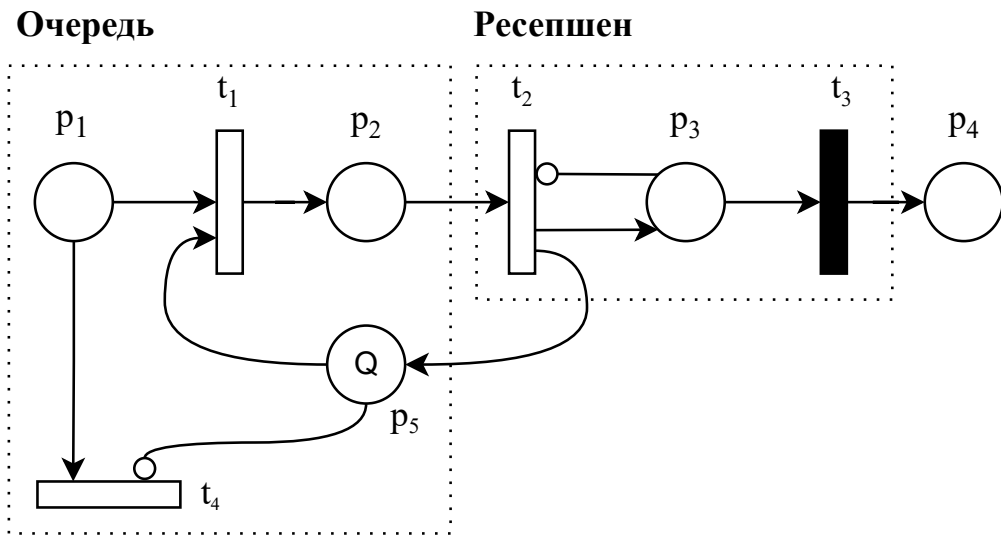 Очередь
Ресепшен
t₁
t₂
t₃
p₁
p₂
p₃
p₄
Q
p₅
t₄